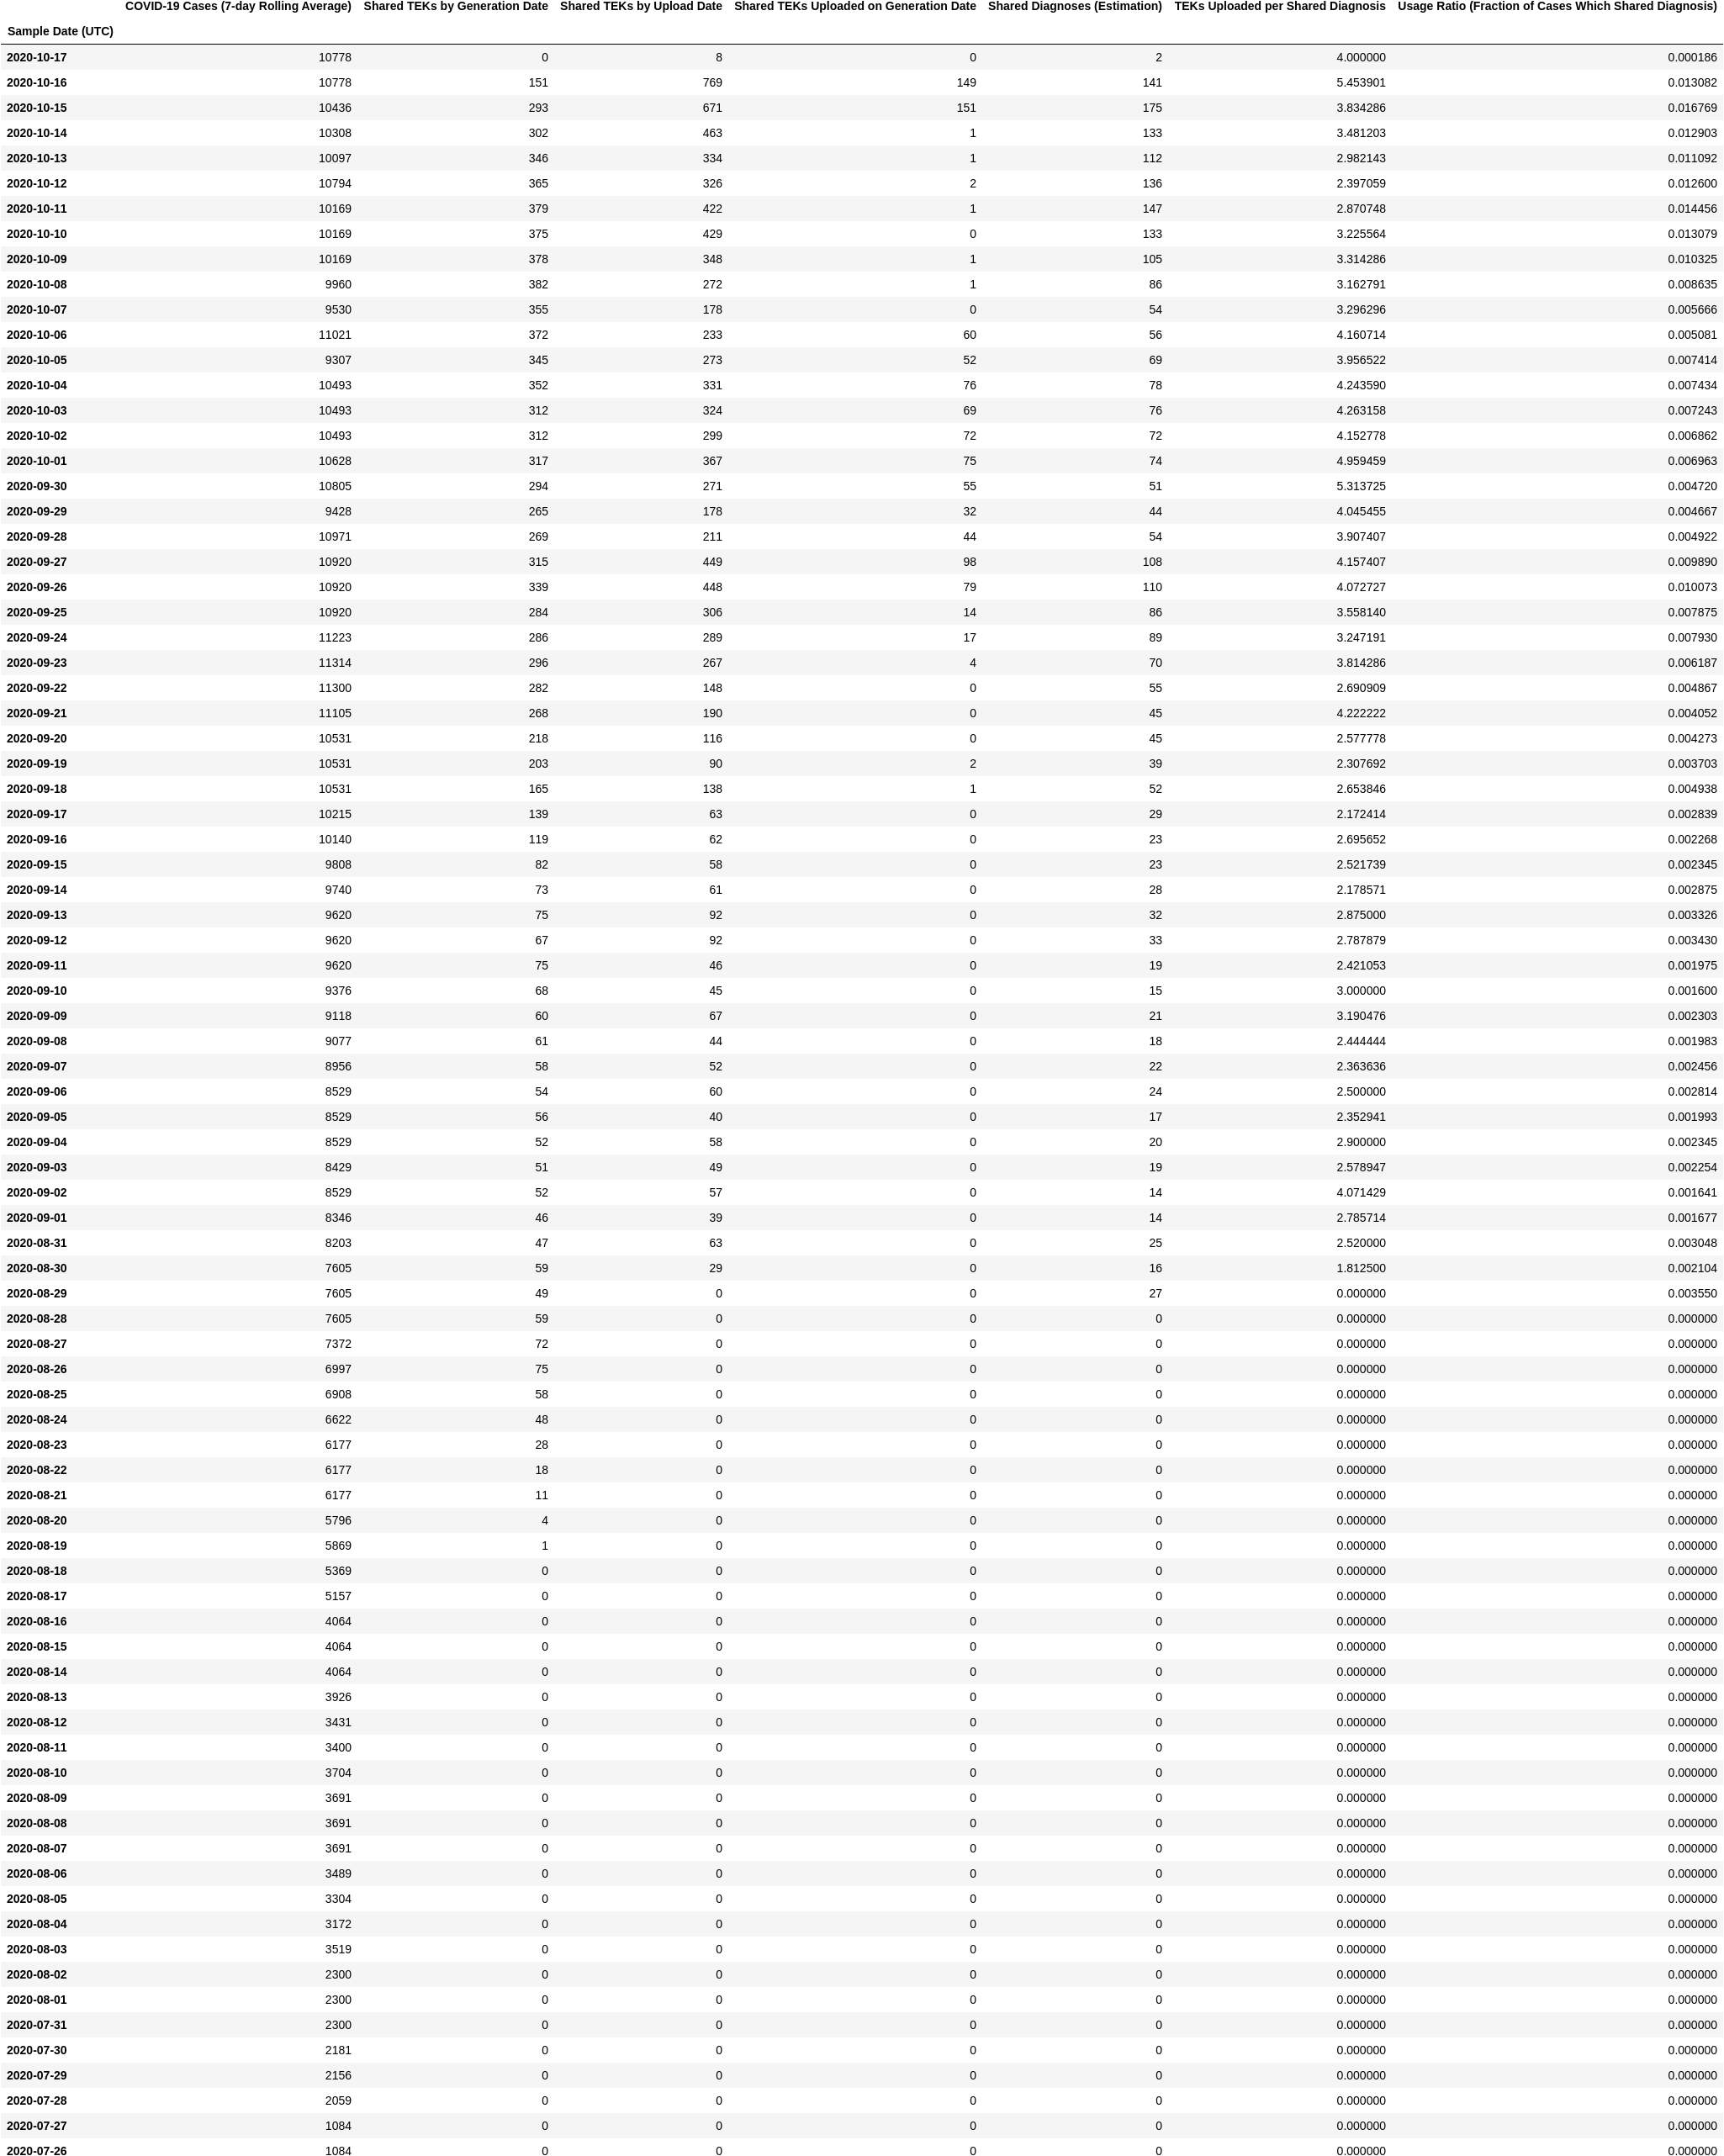 COVID-19 Cases (7-day Rolling Average) Shared TEKs by Generation Date Shared TEKs by Upload Date Shared TEKs Uploaded on Generation Date Shared Diagnoses (Estimation) TEKs Uploaded per Shared Diagnosis Usage Ratio (Fraction of Cases Which Shared Diagnosis)
Sample Date (UTC)
2020-10-17 10778 0 8 0 2 4.000000 0.000186
2020-10-16 10778 151 769 149 141 5.453901 0.013082
2020-10-15 10436 293 671 151 175 3.834286 0.016769
2020-10-14 10308 302 463 1 133 3.481203 0.012903
2020-10-13 10097 346 334 1 112 2.982143 0.011092
2020-10-12 10794 365 326 2 136 2.397059 0.012600
2020-10-11 10169 379 422 1 147 2.870748 0.014456
2020-10-10 10169 375 429 0 133 3.225564 0.013079
2020-10-09 10169 378 348 1 105 3.314286 0.010325
2020-10-08 9960 382 272 1 86 3.162791 0.008635
2020-10-07 9530 355 178 0 54 3.296296 0.005666
2020-10-06 11021 372 233 60 56 4.160714 0.005081
2020-10-05 9307 345 273 52 69 3.956522 0.007414
2020-10-04 10493 352 331 76 78 4.243590 0.007434
2020-10-03 10493 312 324 69 76 4.263158 0.007243
2020-10-02 10493 312 299 72 72 4.152778 0.006862
2020-10-01 10628 317 367 75 74 4.959459 0.006963
2020-09-30 10805 294 271 55 51 5.313725 0.004720
2020-09-29 9428 265 178 32 44 4.045455 0.004667
2020-09-28 10971 269 211 44 54 3.907407 0.004922
2020-09-27 10920 315 449 98 108 4.157407 0.009890
2020-09-26 10920 339 448 79 110 4.072727 0.010073
2020-09-25 10920 284 306 14 86 3.558140 0.007875
2020-09-24 11223 286 289 17 89 3.247191 0.007930
2020-09-23 11314 296 267 4 70 3.814286 0.006187
2020-09-22 11300 282 148 0 55 2.690909 0.004867
2020-09-21 11105 268 190 0 45 4.222222 0.004052
2020-09-20 10531 218 116 0 45 2.577778 0.004273
2020-09-19 10531 203 90 2 39 2.307692 0.003703
2020-09-18 10531 165 138 1 52 2.653846 0.004938
2020-09-17 10215 139 63 0 29 2.172414 0.002839
2020-09-16 10140 119 62 0 23 2.695652 0.002268
2020-09-15 9808 82 58 0 23 2.521739 0.002345
2020-09-14 9740 73 61 0 28 2.178571 0.002875
2020-09-13 9620 75 92 0 32 2.875000 0.003326
2020-09-12 9620 67 92 0 33 2.787879 0.003430
2020-09-11 9620 75 46 0 19 2.421053 0.001975
2020-09-10 9376 68 45 0 15 3.000000 0.001600
2020-09-09 9118 60 67 0 21 3.190476 0.002303
2020-09-08 9077 61 44 0 18 2.444444 0.001983
2020-09-07 8956 58 52 0 22 2.363636 0.002456
2020-09-06 8529 54 60 0 24 2.500000 0.002814
2020-09-05 8529 56 40 0 17 2.352941 0.001993
2020-09-04 8529 52 58 0 20 2.900000 0.002345
2020-09-03 8429 51 49 0 19 2.578947 0.002254
2020-09-02 8529 52 57 0 14 4.071429 0.001641
2020-09-01 8346 46 39 0 14 2.785714 0.001677
2020-08-31 8203 47 63 0 25 2.520000 0.003048
2020-08-30 7605 59 29 0 16 1.812500 0.002104
2020-08-29 7605 49 0 0 27 0.000000 0.003550
2020-08-28 7605 59 0 0 0 0.000000 0.000000
2020-08-27 7372 72 0 0 0 0.000000 0.000000
2020-08-26 6997 75 0 0 0 0.000000 0.000000
2020-08-25 6908 58 0 0 0 0.000000 0.000000
2020-08-24 6622 48 0 0 0 0.000000 0.000000
2020-08-23 6177 28 0 0 0 0.000000 0.000000
2020-08-22 6177 18 0 0 0 0.000000 0.000000
2020-08-21 6177 11 0 0 0 0.000000 0.000000
2020-08-20 5796 4 0 0 0 0.000000 0.000000
2020-08-19 5869 1 0 0 0 0.000000 0.000000
2020-08-18 5369 0 0 0 0 0.000000 0.000000
2020-08-17 5157 0 0 0 0 0.000000 0.000000
2020-08-16 4064 0 0 0 0 0.000000 0.000000
2020-08-15 4064 0 0 0 0 0.000000 0.000000
2020-08-14 4064 0 0 0 0 0.000000 0.000000
2020-08-13 3926 0 0 0 0 0.000000 0.000000
2020-08-12 3431 0 0 0 0 0.000000 0.000000
2020-08-11 3400 0 0 0 0 0.000000 0.000000
2020-08-10 3704 0 0 0 0 0.000000 0.000000
2020-08-09 3691 0 0 0 0 0.000000 0.000000
2020-08-08 3691 0 0 0 0 0.000000 0.000000
2020-08-07 3691 0 0 0 0 0.000000 0.000000
2020-08-06 3489 0 0 0 0 0.000000 0.000000
2020-08-05 3304 0 0 0 0 0.000000 0.000000
2020-08-04 3172 0 0 0 0 0.000000 0.000000
2020-08-03 3519 0 0 0 0 0.000000 0.000000
2020-08-02 2300 0 0 0 0 0.000000 0.000000
2020-08-01 2300 0 0 0 0 0.000000 0.000000
2020-07-31 2300 0 0 0 0 0.000000 0.000000
2020-07-30 2181 0 0 0 0 0.000000 0.000000
2020-07-29 2156 0 0 0 0 0.000000 0.000000
2020-07-28 2059 0 0 0 0 0.000000 0.000000
2020-07-27 1084 0 0 0 0 0.000000 0.000000
2020-07-26 1084 0 0 0 0 0.000000 0.000000